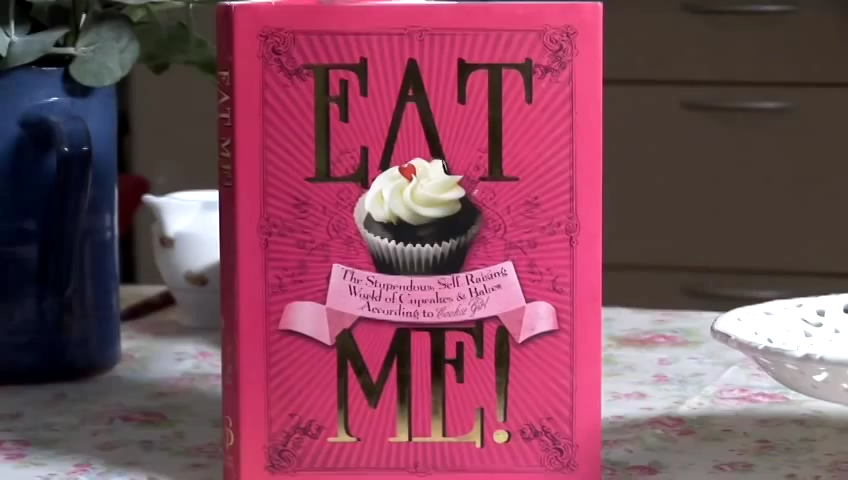 EAT
The Stupendous, Self-Raising
World of Cupcakes & Bakes
According to Cookie Girl
ME!
EAT ME!